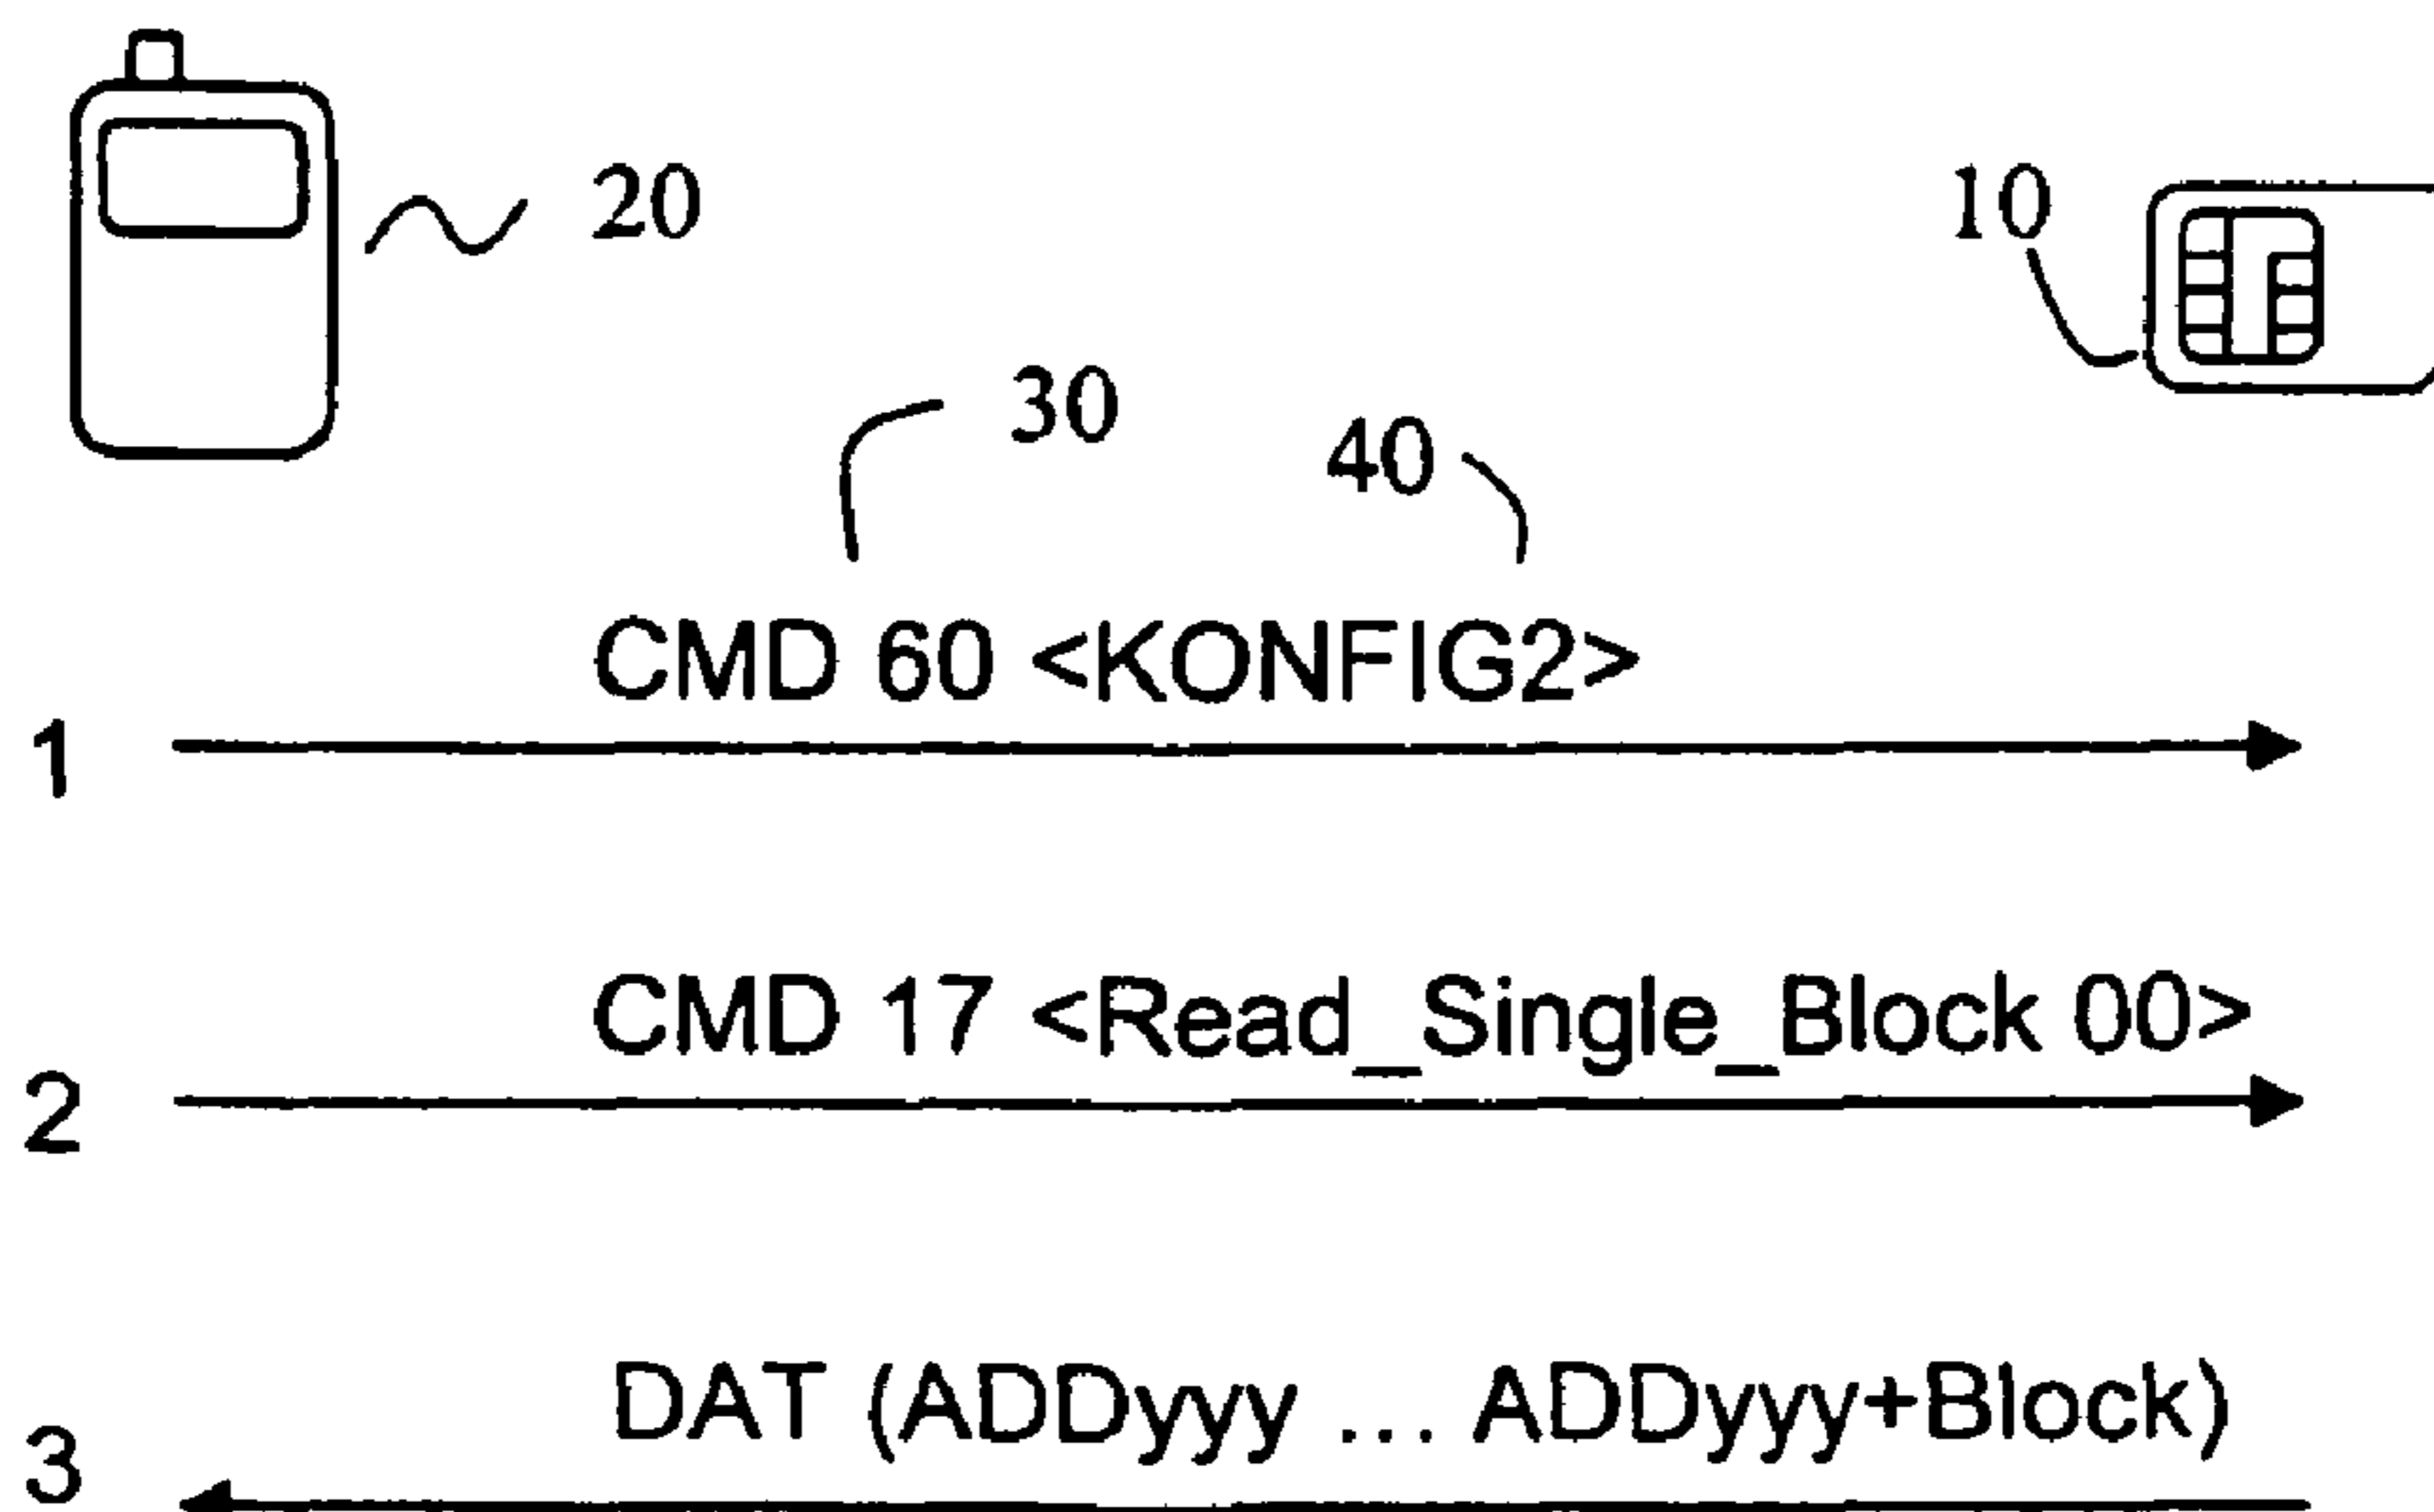 20
10
30
40
CMD 60 <KONFIG2>
1
CMD 17 <Read_Single_Block 00>
2
DAT (ADDyyy ... ADDyyy+Block)
3